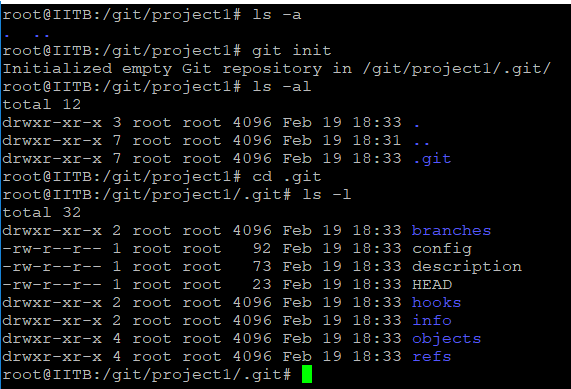 root@IITB:/git/project1# ls -a
.  ..
root@IITB:/git/project1# git init
Initialized empty Git repository in /git/project1/.git/
root@IITB:/git/project1# ls -al
total 12
drwxr-xr-x 3 root root 4096 Feb 19 18:33 .
drwxr-xr-x 7 root root 4096 Feb 19 18:31 ..
drwxr-xr-x 7 root root 4096 Feb 19 18:33 .git
root@IITB:/git/project1# cd .git
root@IITB:/git/project1/.git# ls -l
total 32
drwxr-xr-x 2 root root 4096 Feb 19 18:33 branches
-rw-r--r-- 1 root root   92 Feb 19 18:33 config
-rw-r--r-- 1 root root   73 Feb 19 18:33 description
-rw-r--r-- 1 root root   23 Feb 19 18:33 HEAD
drwxr-xr-x 2 root root 4096 Feb 19 18:33 hooks
drwxr-xr-x 2 root root 4096 Feb 19 18:33 info
drwxr-xr-x 4 root root 4096 Feb 19 18:33 objects
drwxr-xr-x 4 root root 4096 Feb 19 18:33 refs
root@IITB:/git/project1/.git#